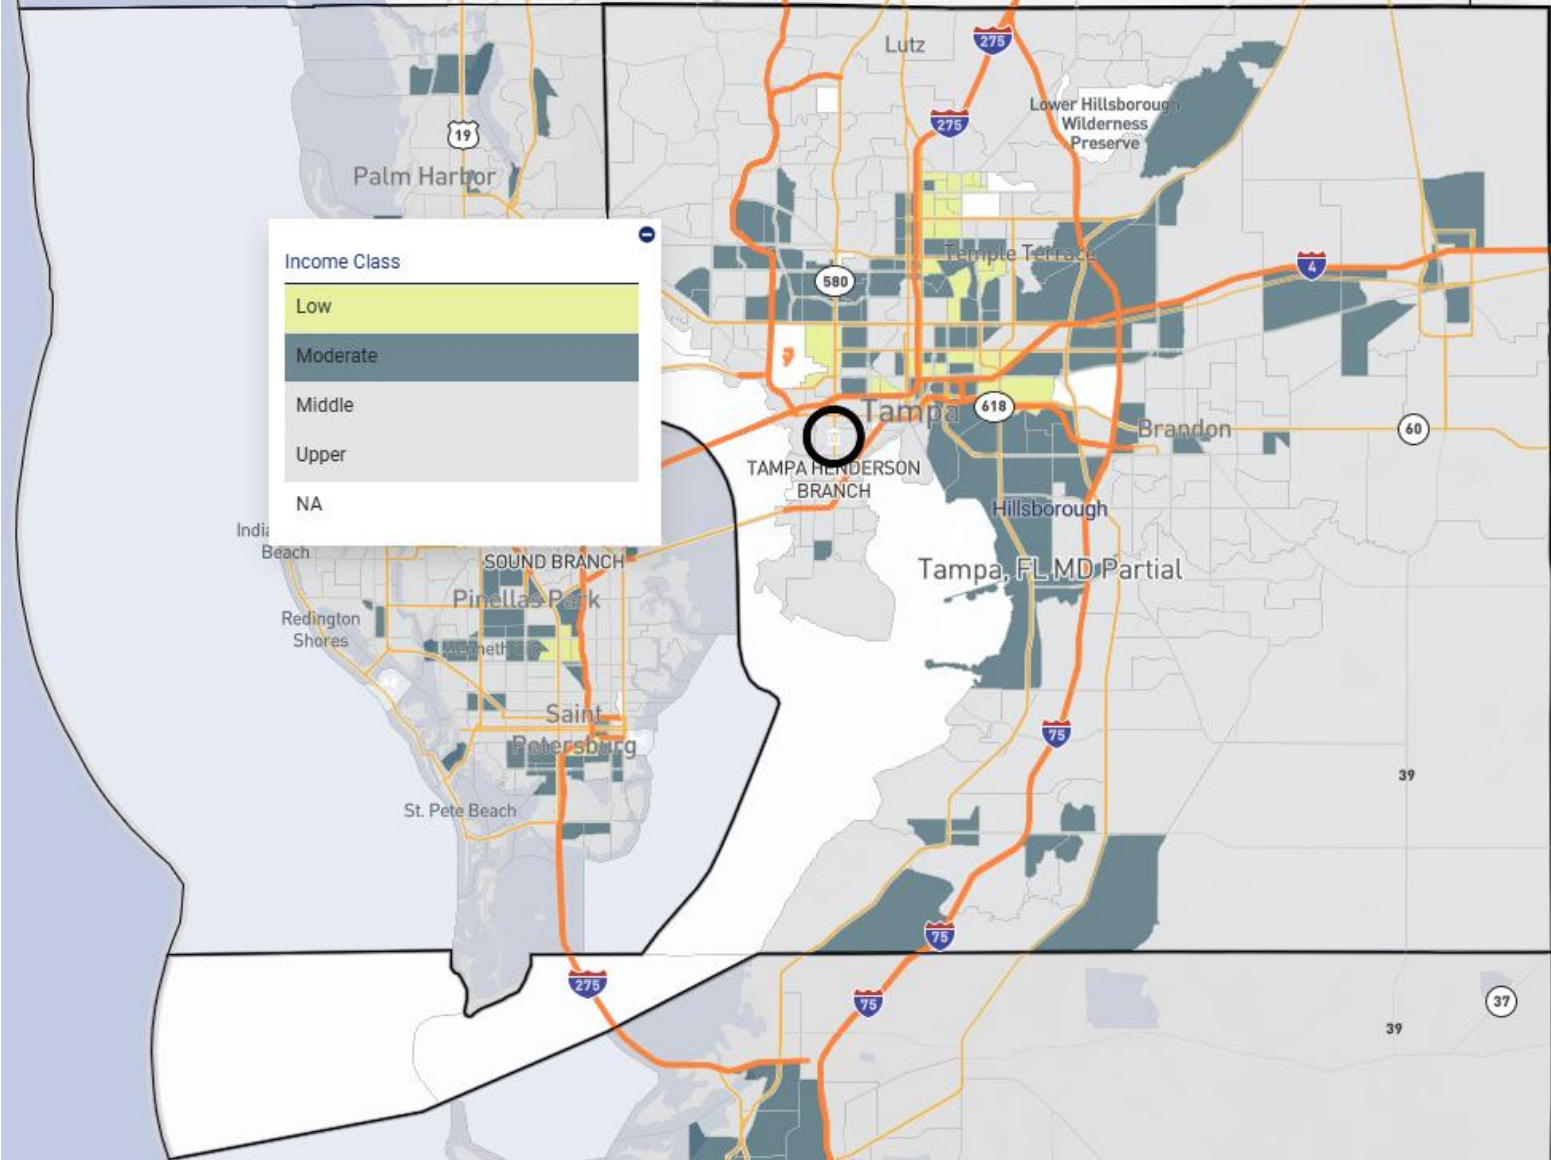 Lutz
275
275
Lower Hillsborough
Wilderness
Preserve
19
Palm Harbor
Income Class
Low
Moderate
Middle
Upper
NA
Temple Terrace
4
580
Tampa
618
Brandon
60
TAMPA HENDERSON
BRANCH
Hillsborough
Beach
SOUND BRANCH
Tampa, FL MD Partial
Pinellas Park
Redington
Shores
Saint
Petersburg
75
39
St. Pete Beach
75
275
75
37
39